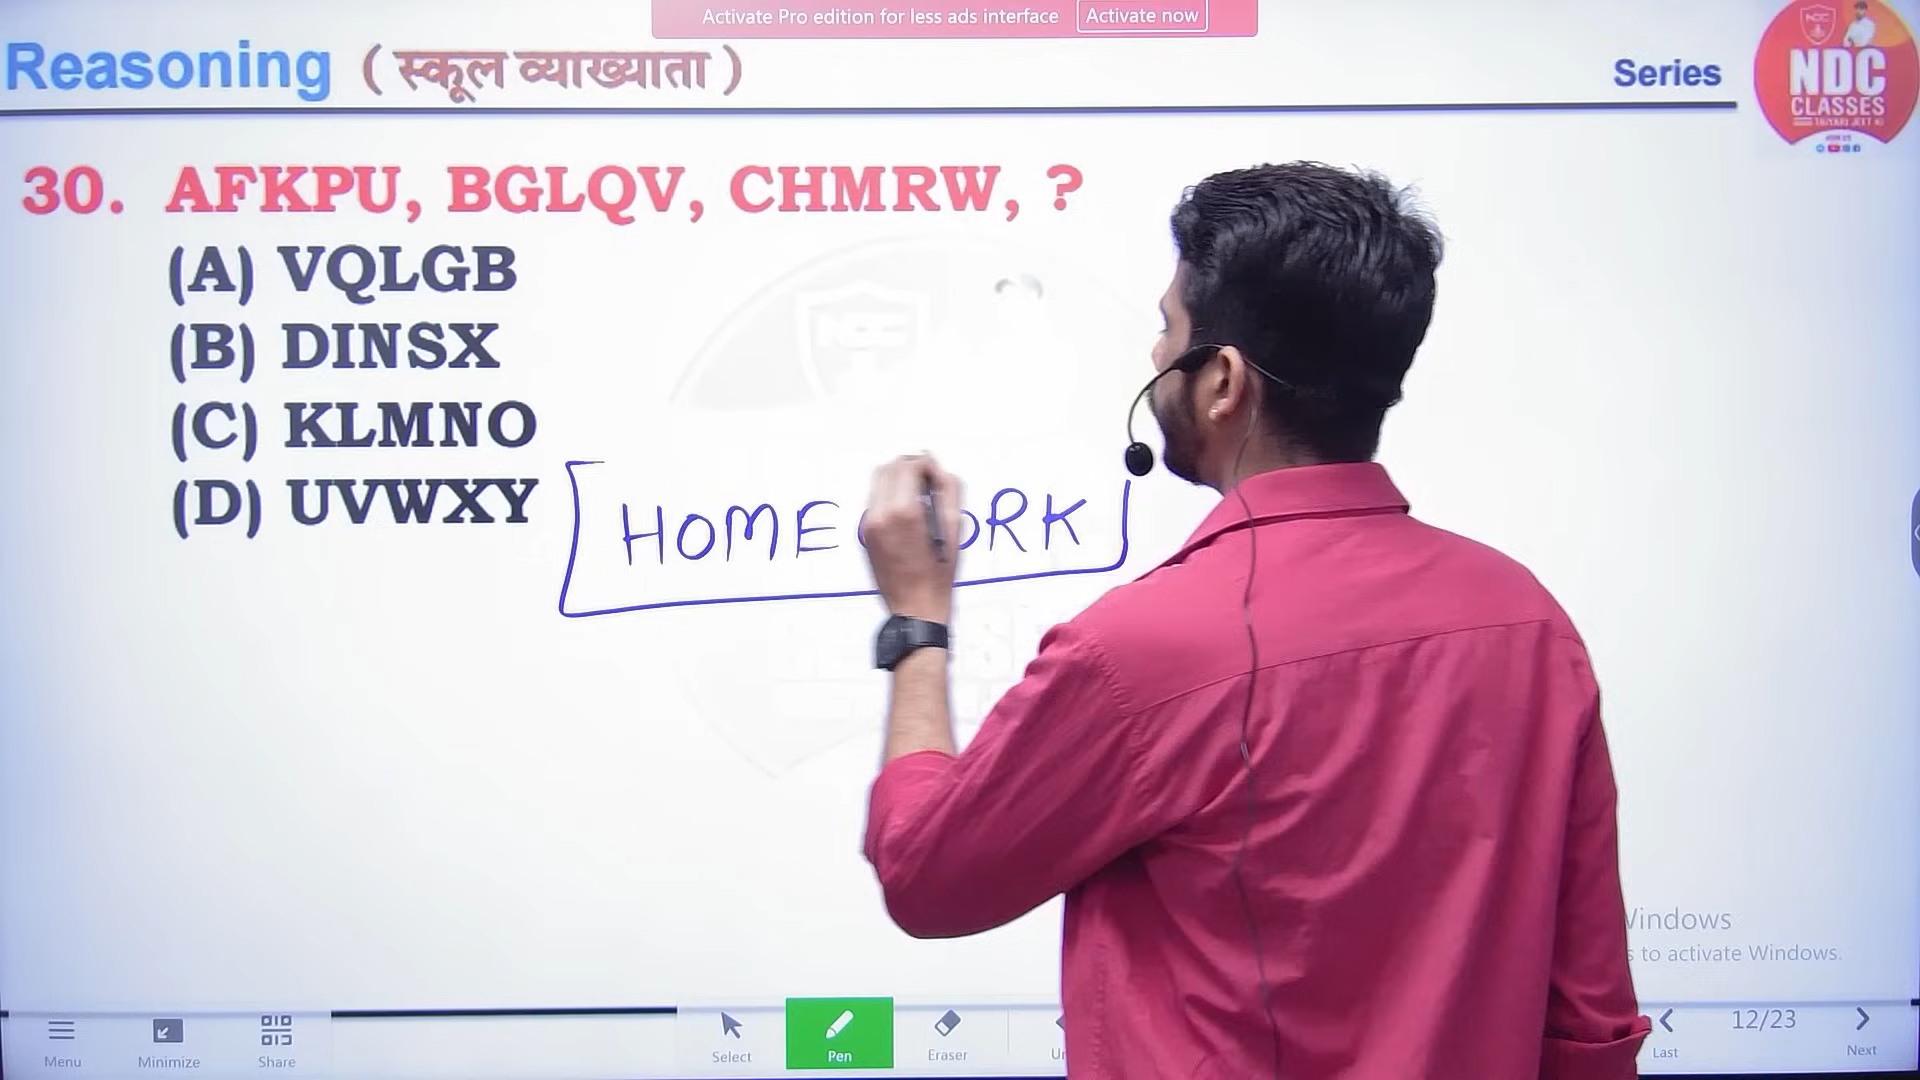 Activate Pro edition for less ads interface Activate now
Reasoning ( स्कूल व्याख्याता ) Series
NDC
CLASSES
30. AFKPU, BGLQV, CHMRW, ?
(A) VQLGB
(B) DINSX
(C) KLMNO
(D) UVWXY
HOME ORK
Windows
to activate Windows.
Menu Minimize Share Select Pen Eraser Last 12/23 Next